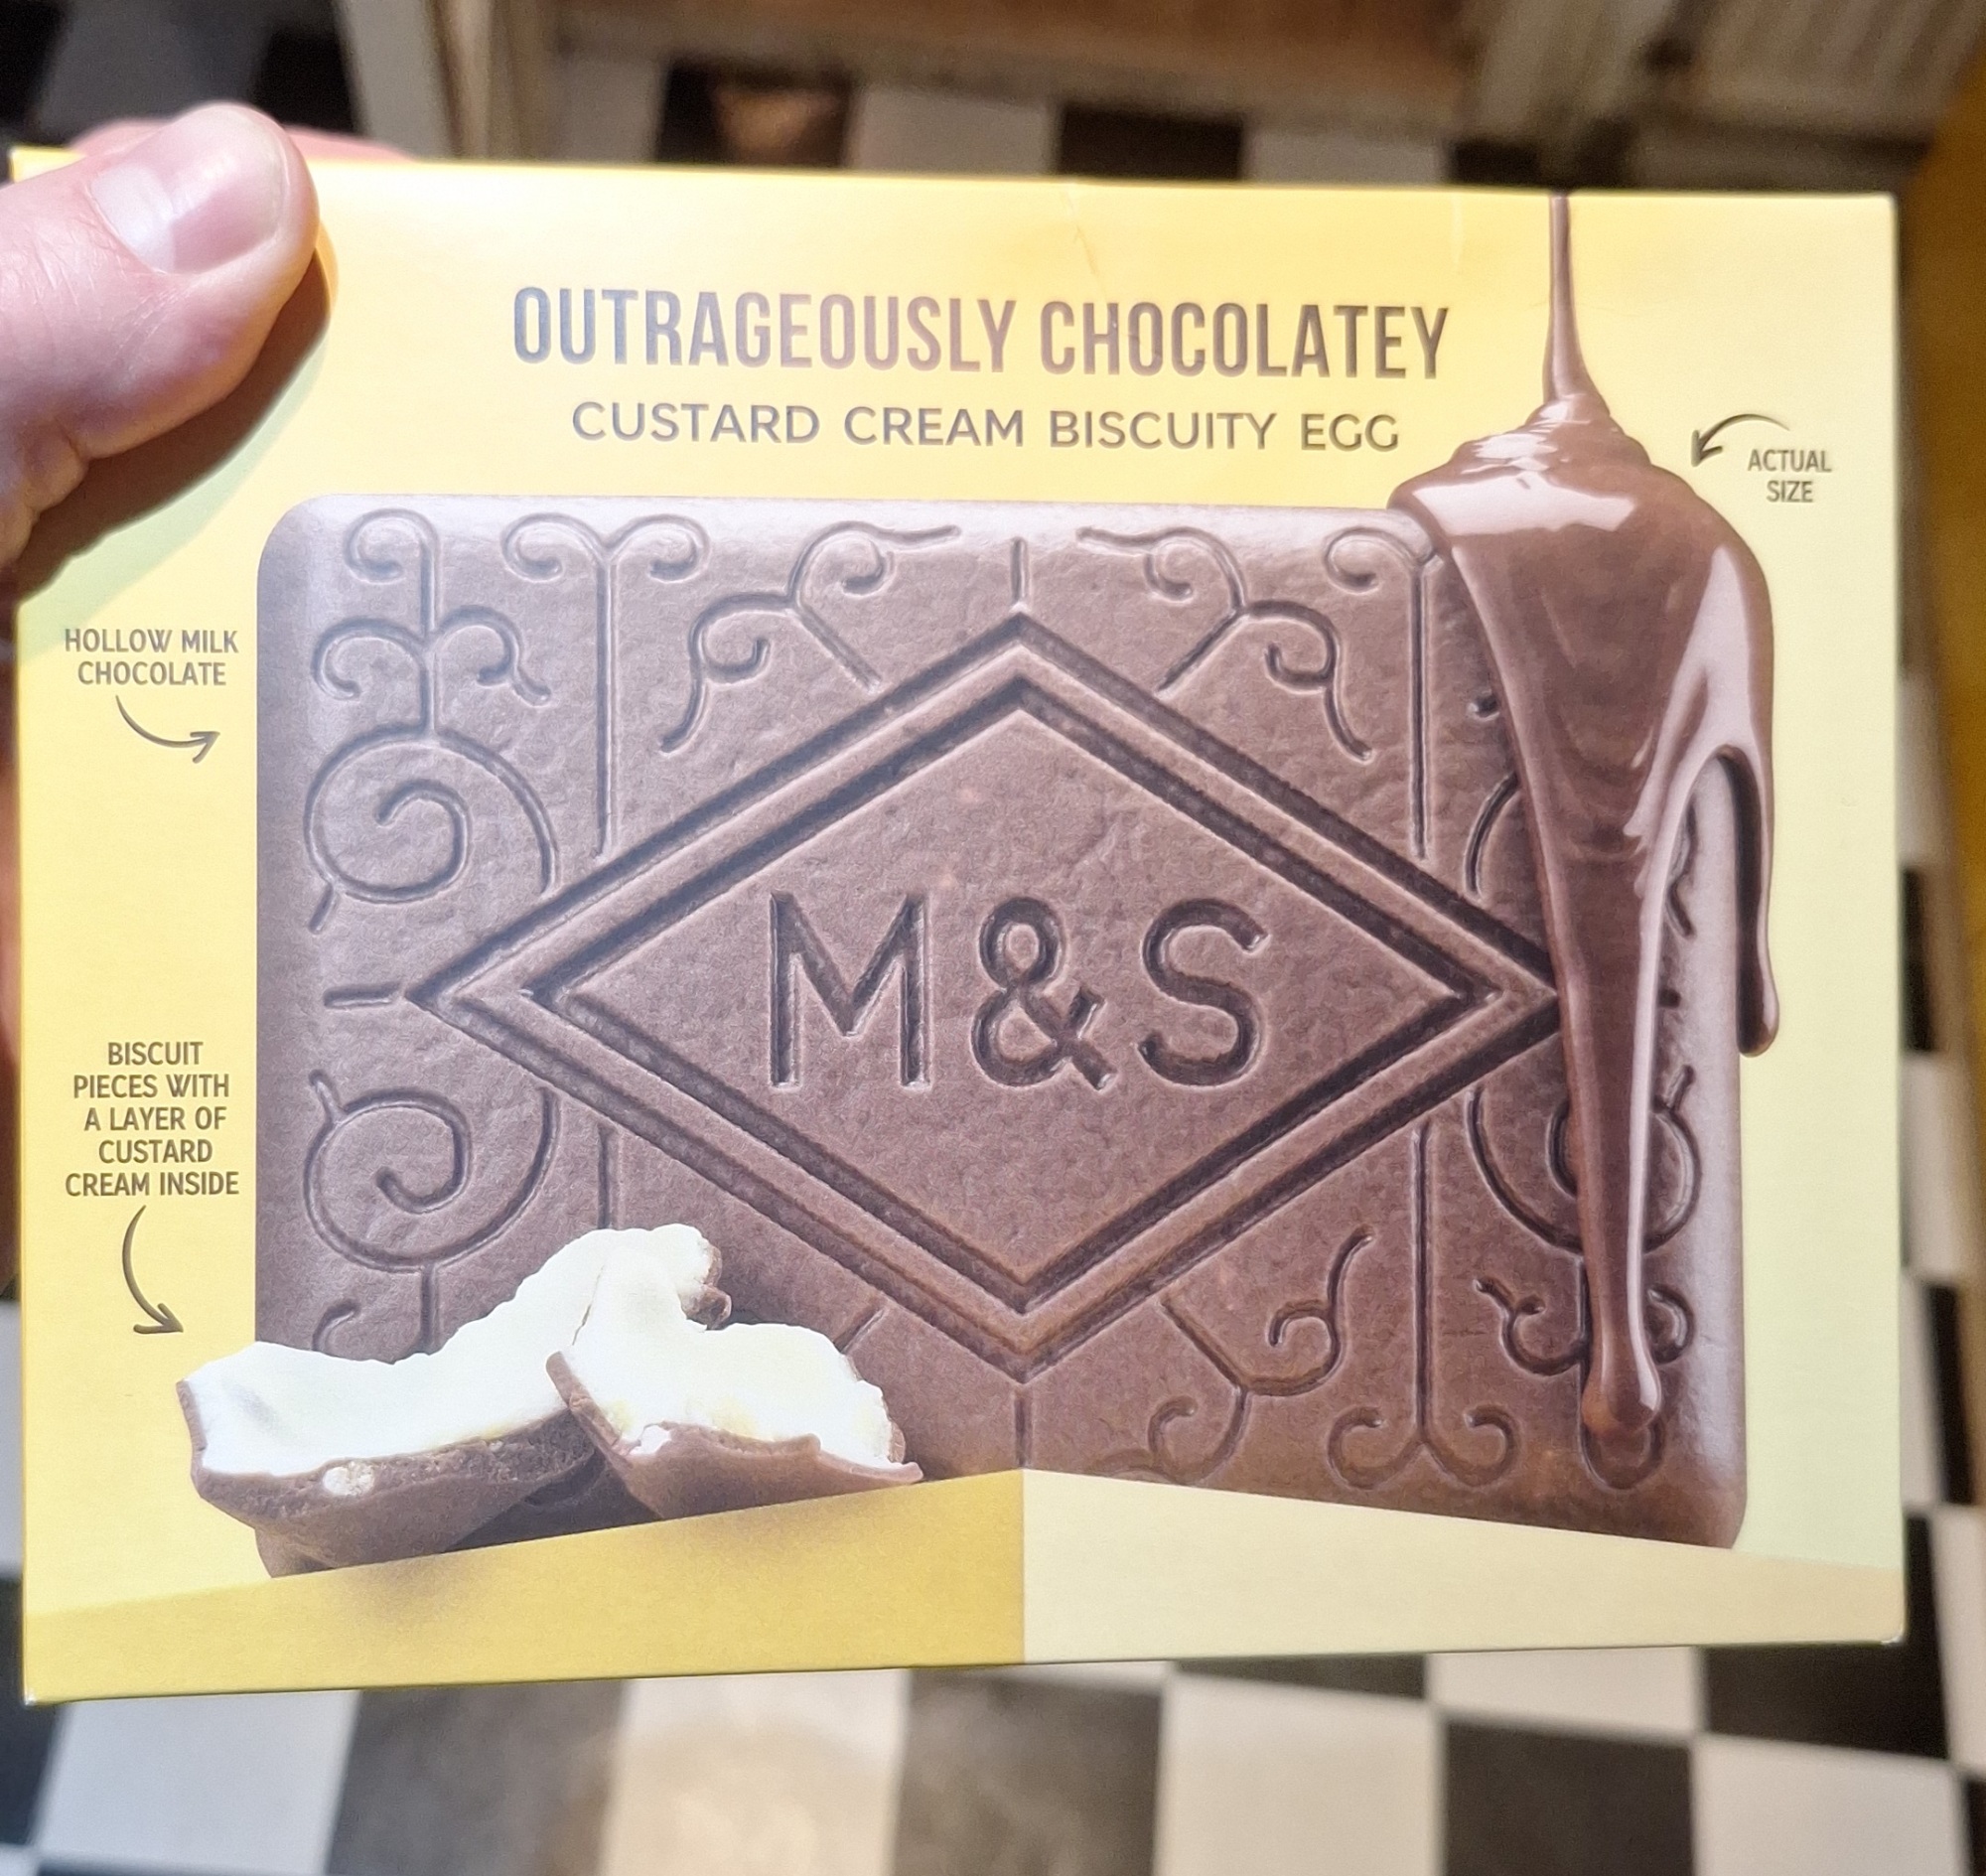 OUTRAGEOUSLY CHOCOLATEY
CUSTARD CREAM BISCUITY EGG
ACTUAL
SIZE
HOLLOW MILK
CHOCOLATE
M&S
BISCUIT
PIECES WITH
A LAYER OF
CUSTARD
CREAM INSIDE